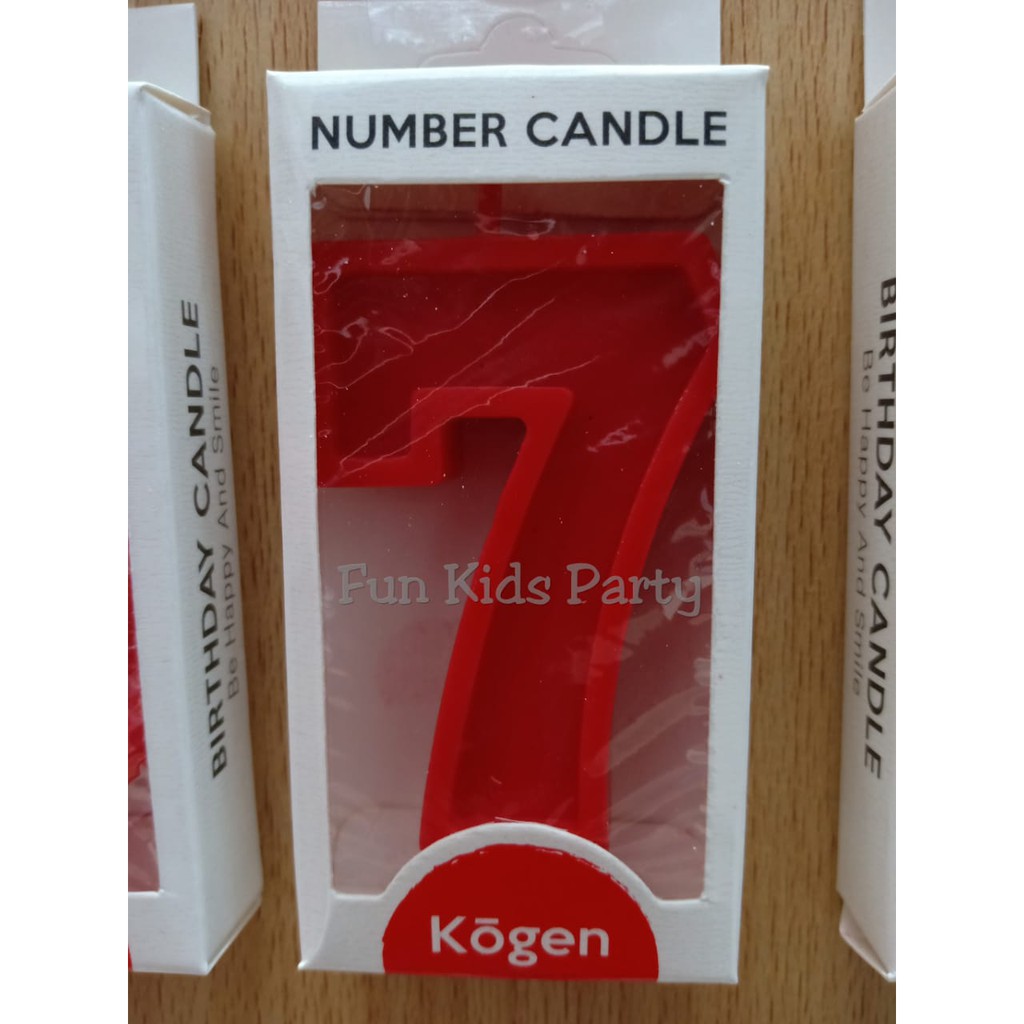 NUMBER CANDLE
7
Fun Kids Party
Kōgen
BIRTHDAY CANDLE
Be Happy And Smile
BIRTHDAY CANDLE
Be Happy And Smile